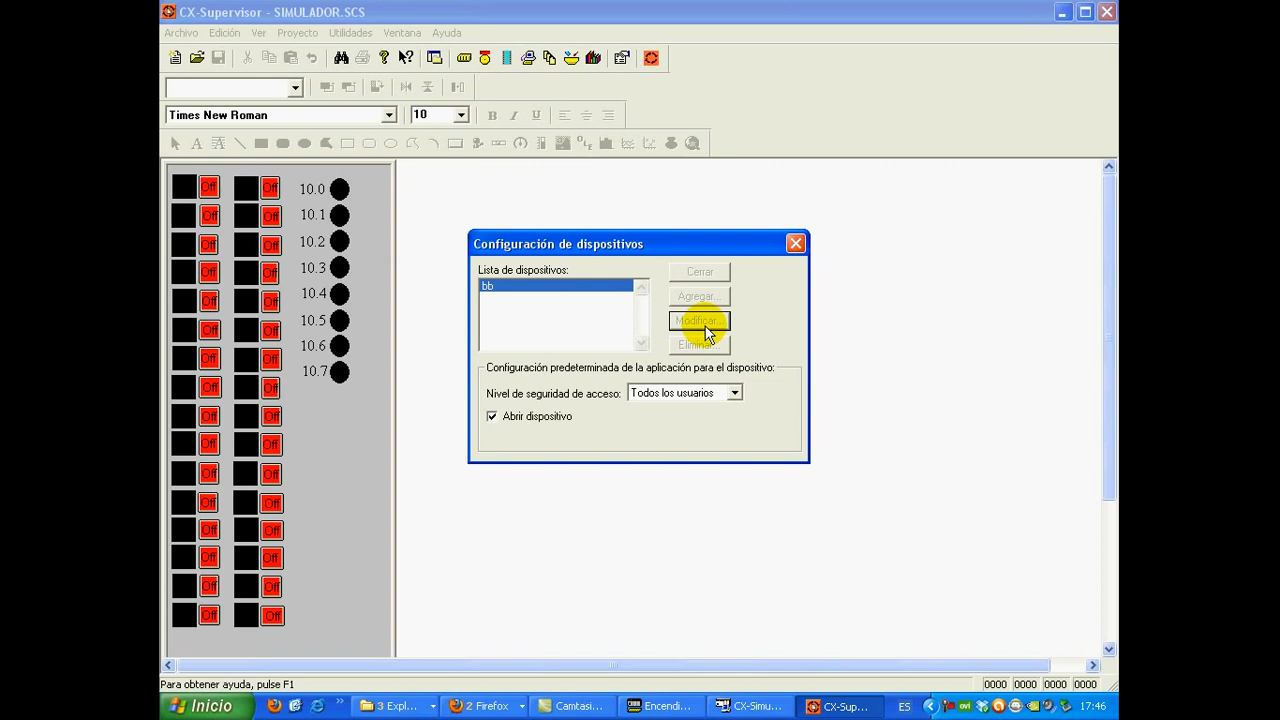 CX-Supervisor - SIMULADOR.SCS
Archivo Edición Ver Proyecto Utilidades Ventana Ayuda
Times New Roman 10 B I U
OLE
Off Off 10.0
Off Off 10.1
Off Off 10.2
Off Off 10.3
Off Off 10.4
Off Off 10.5
Off Off 10.6
Off Off 10.7
Off Off
Off Off
Off Off
Off Off
Off Off
Off Off
Off Off
Off Off
Configuración de dispositivos
Lista de dispositivos:
bb
Cerrar
Agregar...
Modificar...
Eliminar...
Configuración predeterminada de la aplicación para el dispositivo:
Nivel de seguridad de acceso: Todos los usuarios
Abrir dispositivo
Para obtener ayuda, pulse F1 0000 0000 0000 0000
Inicio 3 Expl... 2 Firefox Camtasi... Encendi... CX-Simu... CX-Sup... ES ovi 17:46